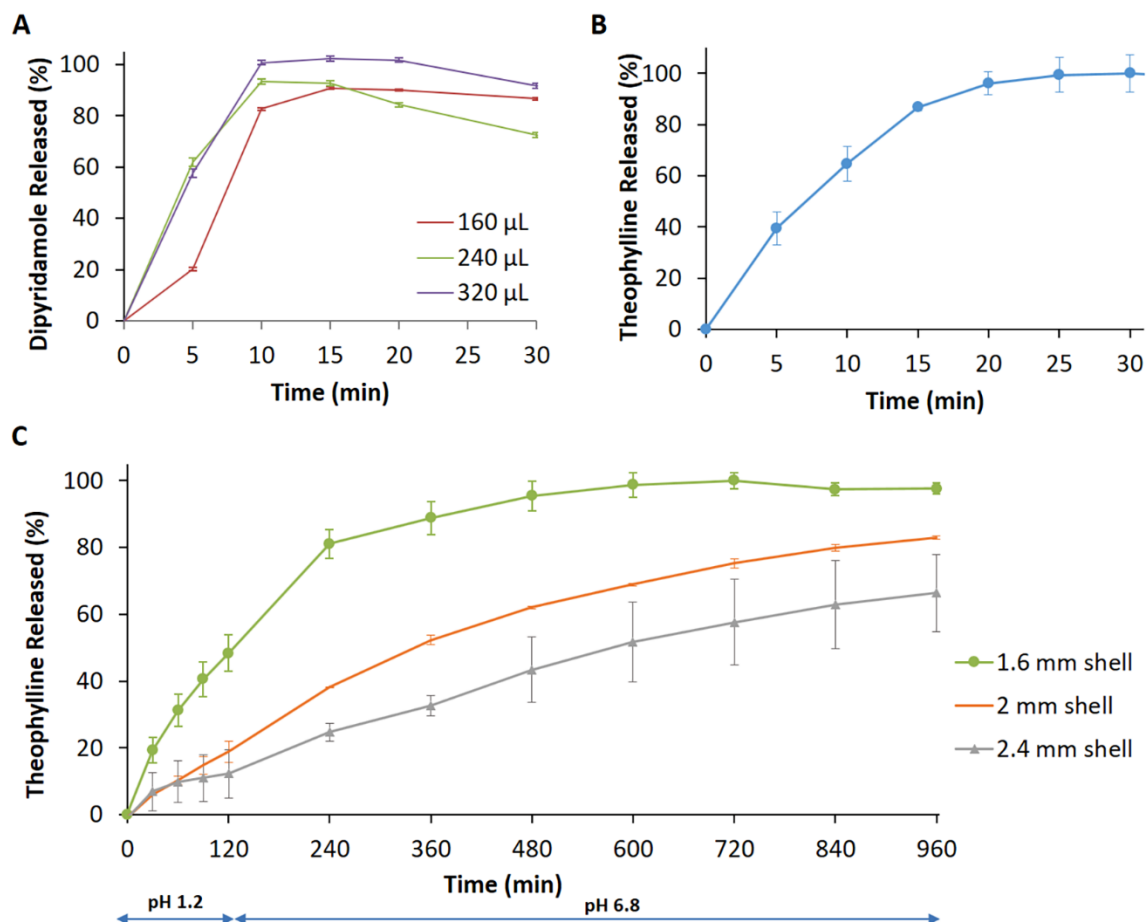 A
Dipyridamole Released (%)
100
80
60
40
20
0
0 5 10 15 20 30
Time (min)
160 µL
240 µL
320 µL
B
Theophylline Released (%)
100
80
60
40
20
0
0 5 10 15 20 25 30
Time (min)
C
Theophylline Released (%)
100
80
60
40
20
0
0 120 240 360 480 600 720 840 960
Time (min)
pH 1.2 pH 6.8
1.6 mm shell
2 mm shell
2.4 mm shell